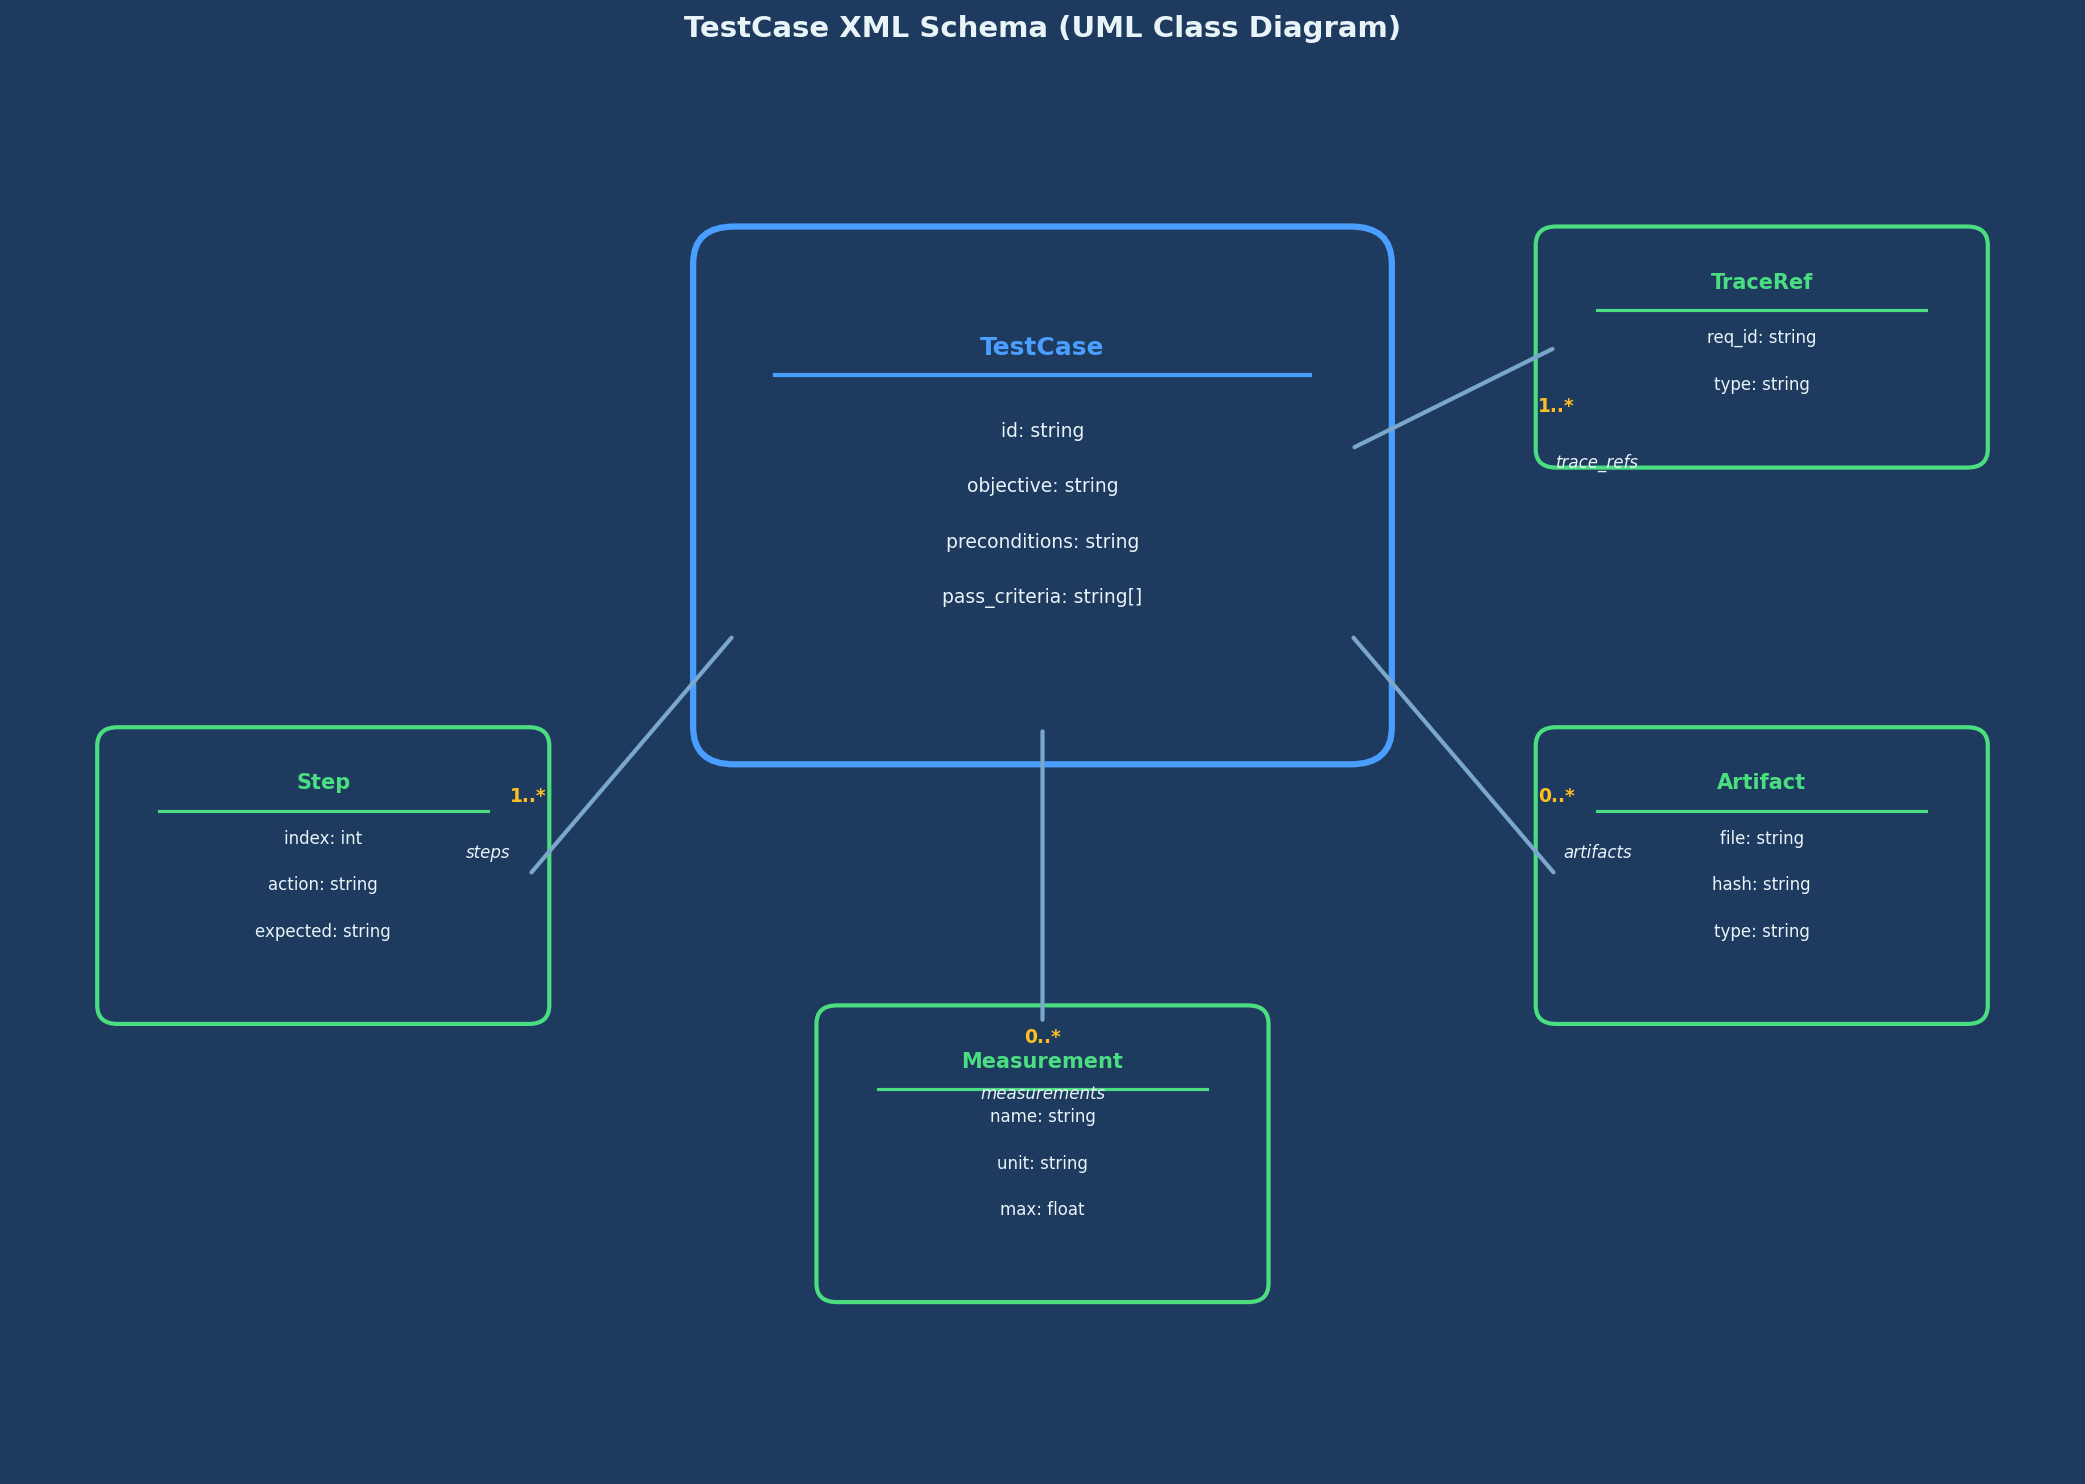 TestCase XML Schema (UML Class Diagram)
TestCase
id: string
objective: string
preconditions: string
pass_criteria: string[]
TraceRef
req_id: string
type: string
1..*
trace_refs
Step
1..*
index: int
steps
action: string
expected: string
Artifact
0..*
file: string
artifacts
hash: string
type: string
0..*
Measurement
measurements
name: string
unit: string
max: float